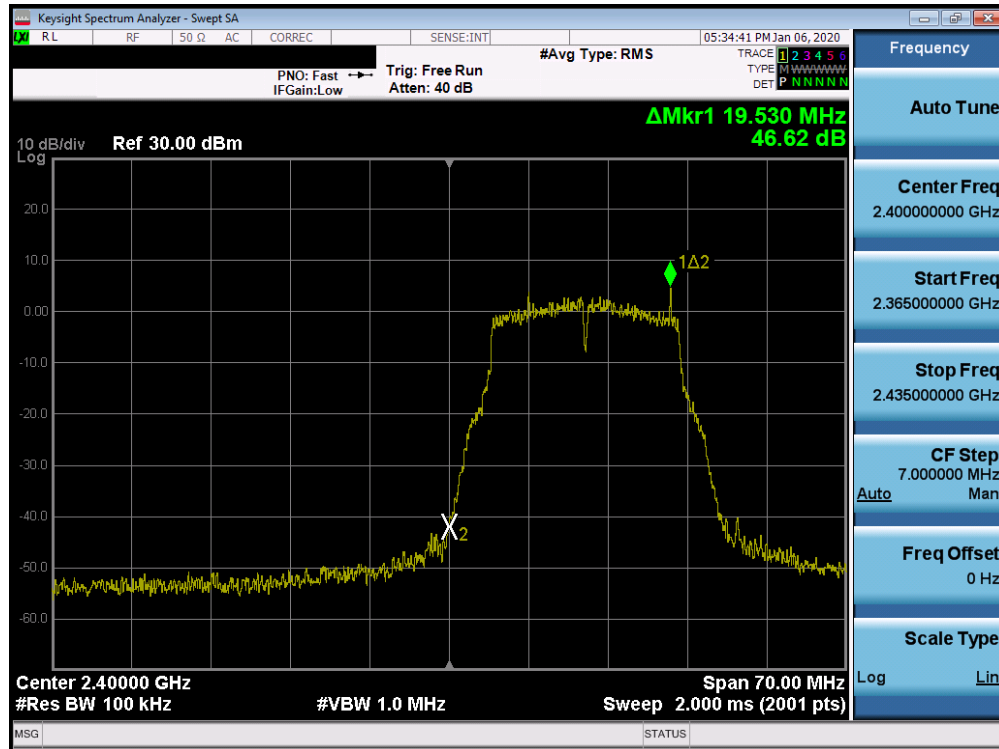 Keysight Spectrum Analyzer - Swept SA
LXI RL RF 50 Ω AC CORREC SENSE:INT 05:34:41 PM Jan 06, 2020
#Avg Type: RMS
TRACE 1 2 3 4 5 6
TYPE M WWWWW
DET P N N N N N
PNO: Fast
IFGain:Low
Trig: Free Run
Atten: 40 dB
ΔMkr1 19.530 MHz
46.62 dB
10 dB/div Ref 30.00 dBm
Log
20.0
10.0
0.00
-10.0
-20.0
-30.0
-40.0
-50.0
-60.0
1Δ2
X2
Center 2.40000 GHz
Span 70.00 MHz
#Res BW 100 kHz
#VBW 1.0 MHz
Sweep 2.000 ms (2001 pts)
MSG
STATUS
Frequency
Auto Tune
Center Freq
2.400000000 GHz
Start Freq
2.365000000 GHz
Stop Freq
2.435000000 GHz
CF Step
7.000000 MHz
Auto Man
Freq Offset
0 Hz
Scale Type
Log Lin